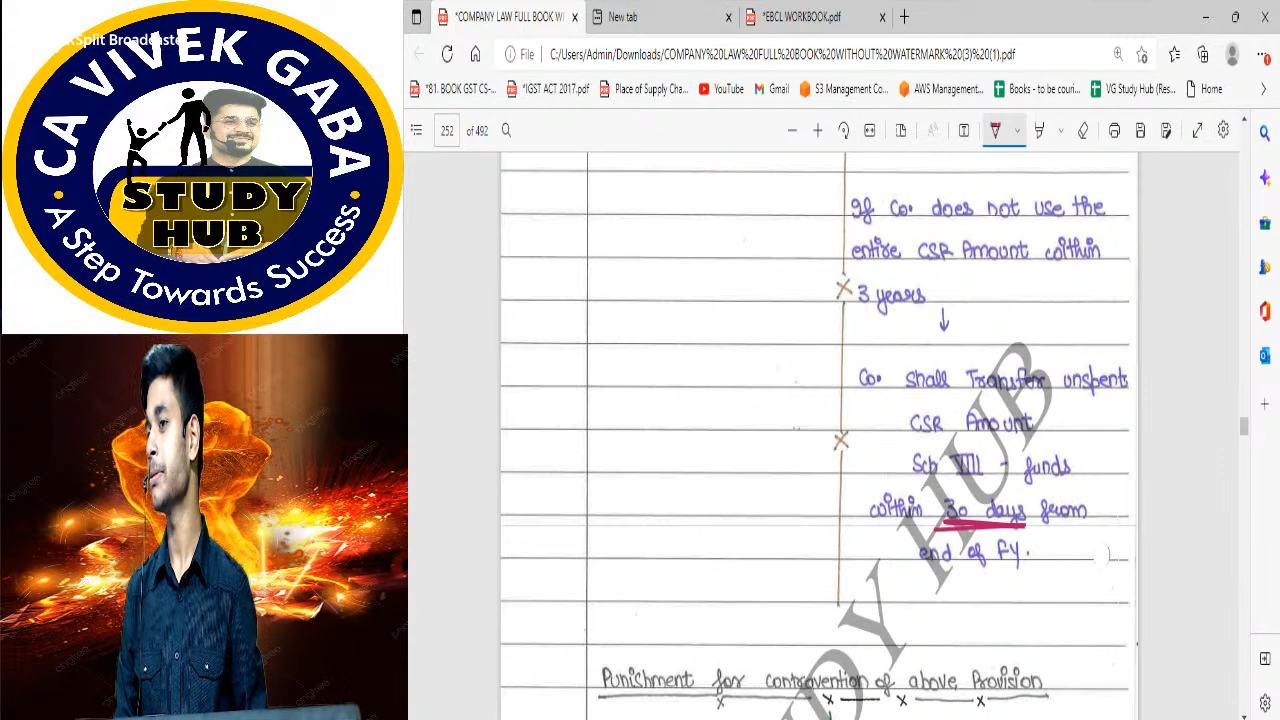 CA VIVEK GABA
STUDY
HUB
A Step Towards Success
Split Broadcaster
*COMPANY LAW FULL BOOK WI
New tab
*EBCL WORKBOOK.pdf
File
C:/Users/Admin/Downloads/COMPANY%20LAW%20FULL%20BOOK%20WITHOUT%20WATERMARK%20(3)%20(1).pdf
*81. BOOK GST CS-...
*IGST ACT 2017.pdf
Place of Supply Cha...
YouTube
Gmail
S3 Management Co...
AWS Management...
Books - to be couri...
VG Study Hub (Res...
Home
252 of 492
If Co. does not use the
entire CSR Amount within
3 years
Co. shall Transfer unspent
CSR Amount
Sch VII - funds
within 30 days from
end of FY.
Punishment for contravention of above Provision
DY HUB